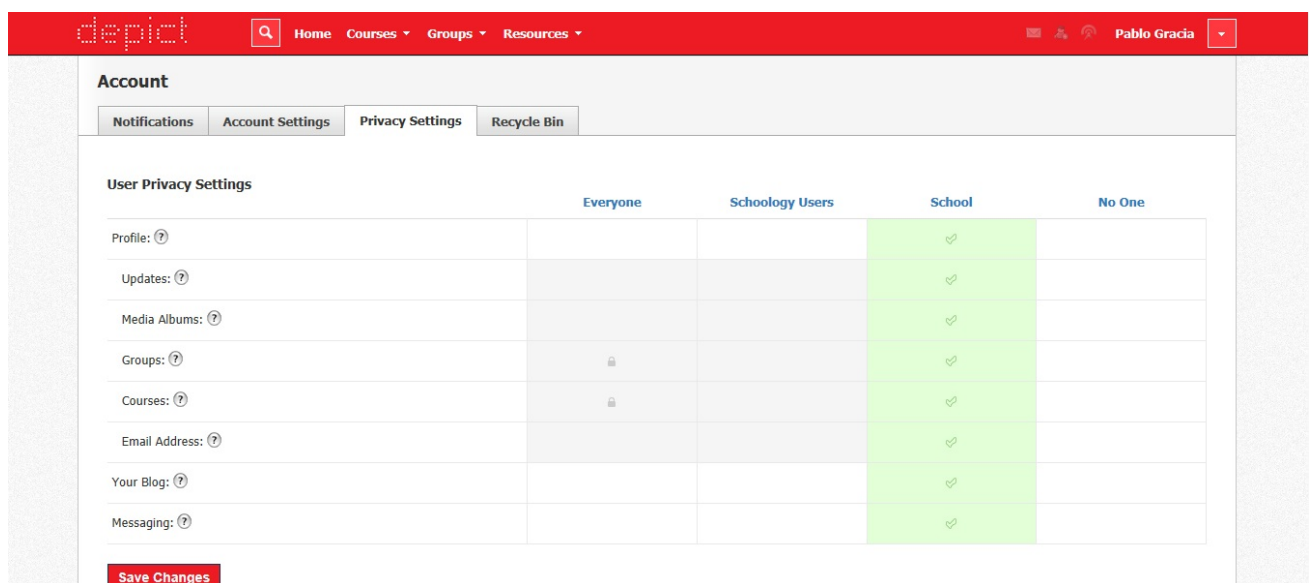 depict Home Courses Groups Resources Pablo Gracia
Account
Notifications Account Settings Privacy Settings Recycle Bin
User Privacy Settings
Everyone Schoology Users School No One
Profile: ?
Updates: ?
Media Albums: ?
Groups: ?
Courses: ?
Email Address: ?
Your Blog: ?
Messaging: ?
Save Changes